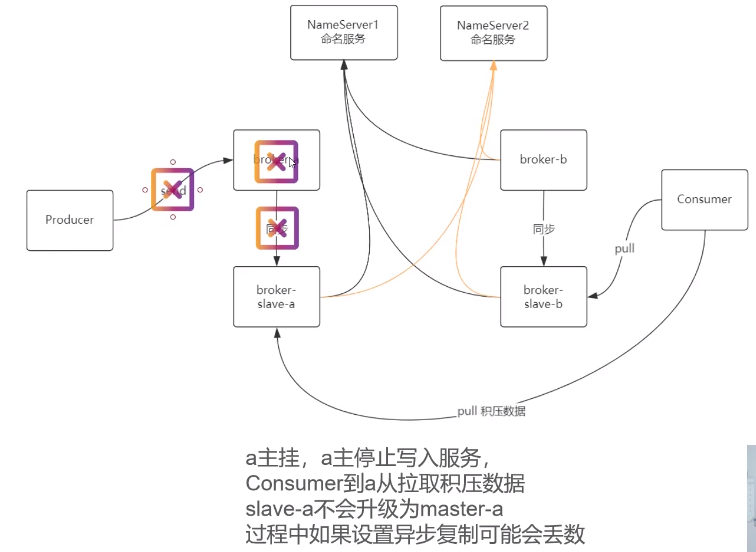 NameServer1
命名服务
NameServer2
命名服务
broker-b
Consumer
Producer
同步
pull
broker-
slave-a
broker-
slave-b
pull 积压数据
a主挂，a主停止写入服务，
Consumer到a从拉取积压数据
slave-a不会升级为master-a
过程中如果设置异步复制可能会丢数